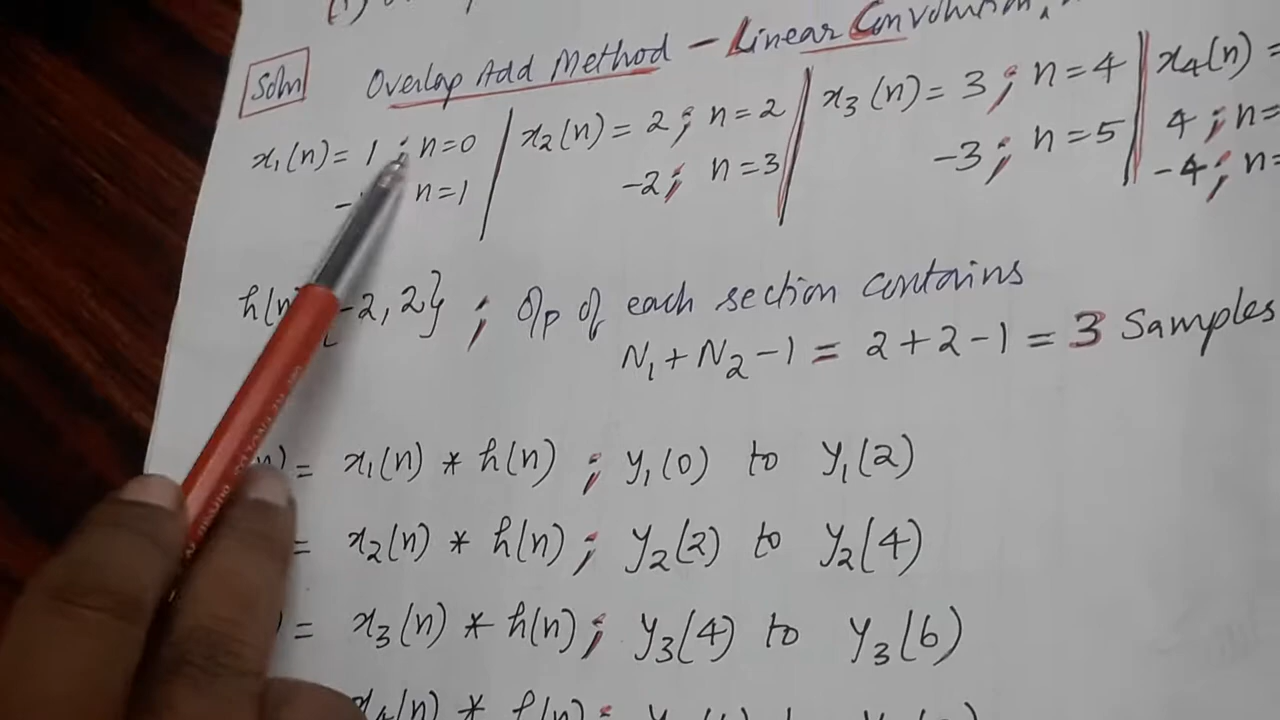 Soln Overlap Add Method - Linear Convolution,
x₁(n) = 1 ; n=0 | x₂(n) = 2 ; n=2 | x₃(n) = 3 ; n=4 | x₄(n) =
- n=1 -2 ; n=3 -3 ; n=5 4 ; n=
-4 ; n=
h(n -2, 2} ; O/p of each section contains
N₁ + N₂ - 1 = 2 + 2 - 1 = 3 Samples
n) = x₁(n) * h(n) ; y₁(0) to y₁(2)
= x₂(n) * h(n) ; y₂(2) to y₂(4)
) = x₃(n) * h(n) ; y₃(4) to y₃(6)